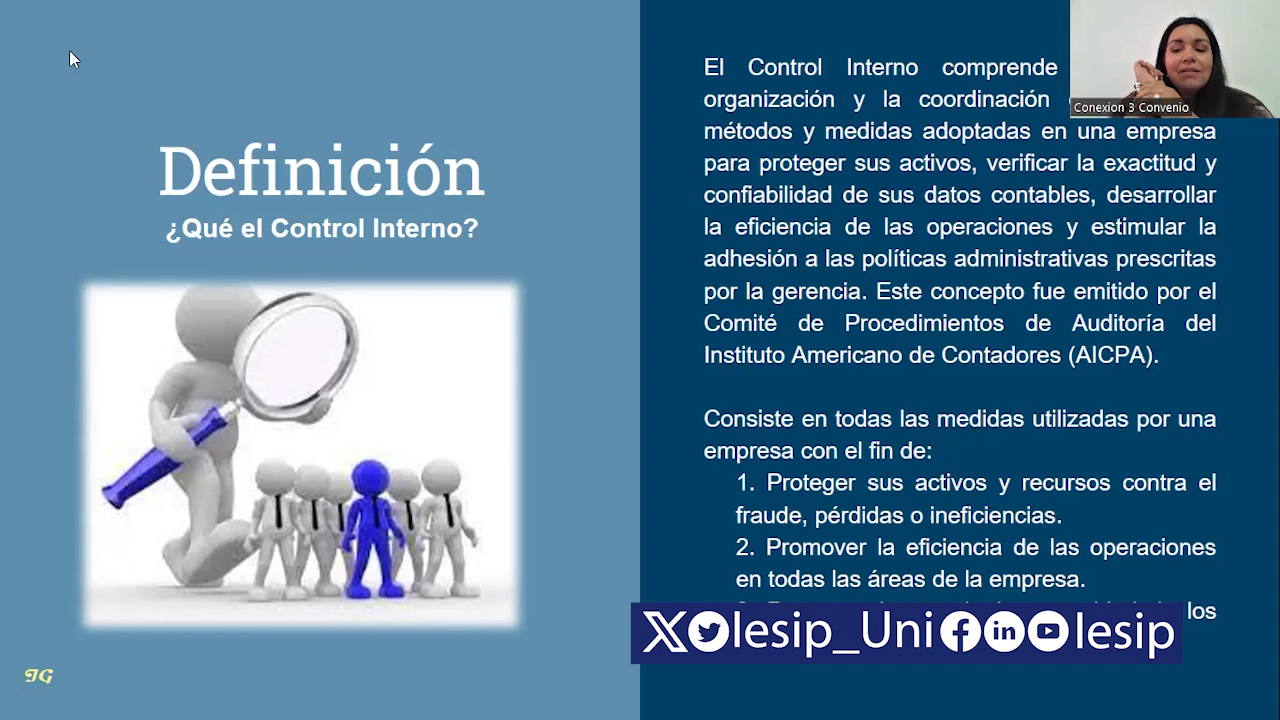 Definición
¿Qué el Control Interno?
JG
El Control Interno comprende
organización y la coordinación
métodos y medidas adoptadas en una empresa
para proteger sus activos, verificar la exactitud y
confiabilidad de sus datos contables, desarrollar
la eficiencia de las operaciones y estimular la
adhesión a las políticas administrativas prescritas
por la gerencia. Este concepto fue emitido por el
Comité de Procedimientos de Auditoría del
Instituto Americano de Contadores (AICPA).
Consiste en todas las medidas utilizadas por una
empresa con el fin de:
1. Proteger sus activos y recursos contra el
fraude, pérdidas o ineficiencias.
2. Promover la eficiencia de las operaciones
en todas las áreas de la empresa.
los
Conexion 3 Convenio
Iesip_Uni Iesip